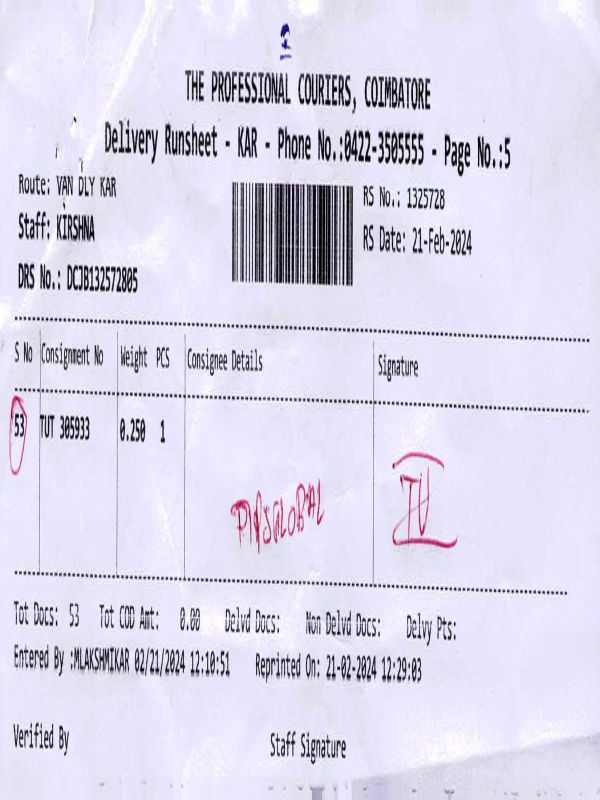 THE PROFESSIONAL COURIERS, COIMBATORE
Delivery Runsheet - KAR - Phone No.:0422-3505555 - Page No.:5
Route: VAN DLY KAR
RS No.: 1325728
Staff: KIRSHNA
RS Date: 21-Feb-2024
DRS No.: DCJB132572805
S No Consignment No Weight PCS Consignee Details Signature
53 TUT 305933 0.250 1
Tot Docs: 53 Tot COD Amt: 0.00 Delvd Docs: Non Delvd Docs: Delvy Pts:
Entered By :MLAKSHMIKAR 02/21/2024 12:10:51 Reprinted On: 21-02-2024 12:29:03
Verified By Staff Signature